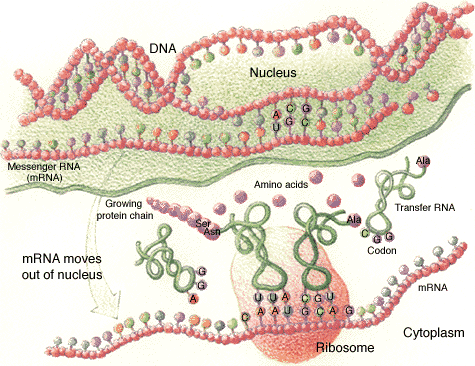 DNA
Nucleus
A C G
U G C
Messenger RNA
(mRNA)
Ala
Amino acids
Growing
protein chain
Ser
Asn
Ala
Transfer RNA
C G G
Codon
mRNA moves
out of nucleus
G
G
A
mRNA
U U A C G U
C A A U G C A G
Cytoplasm
Ribosome